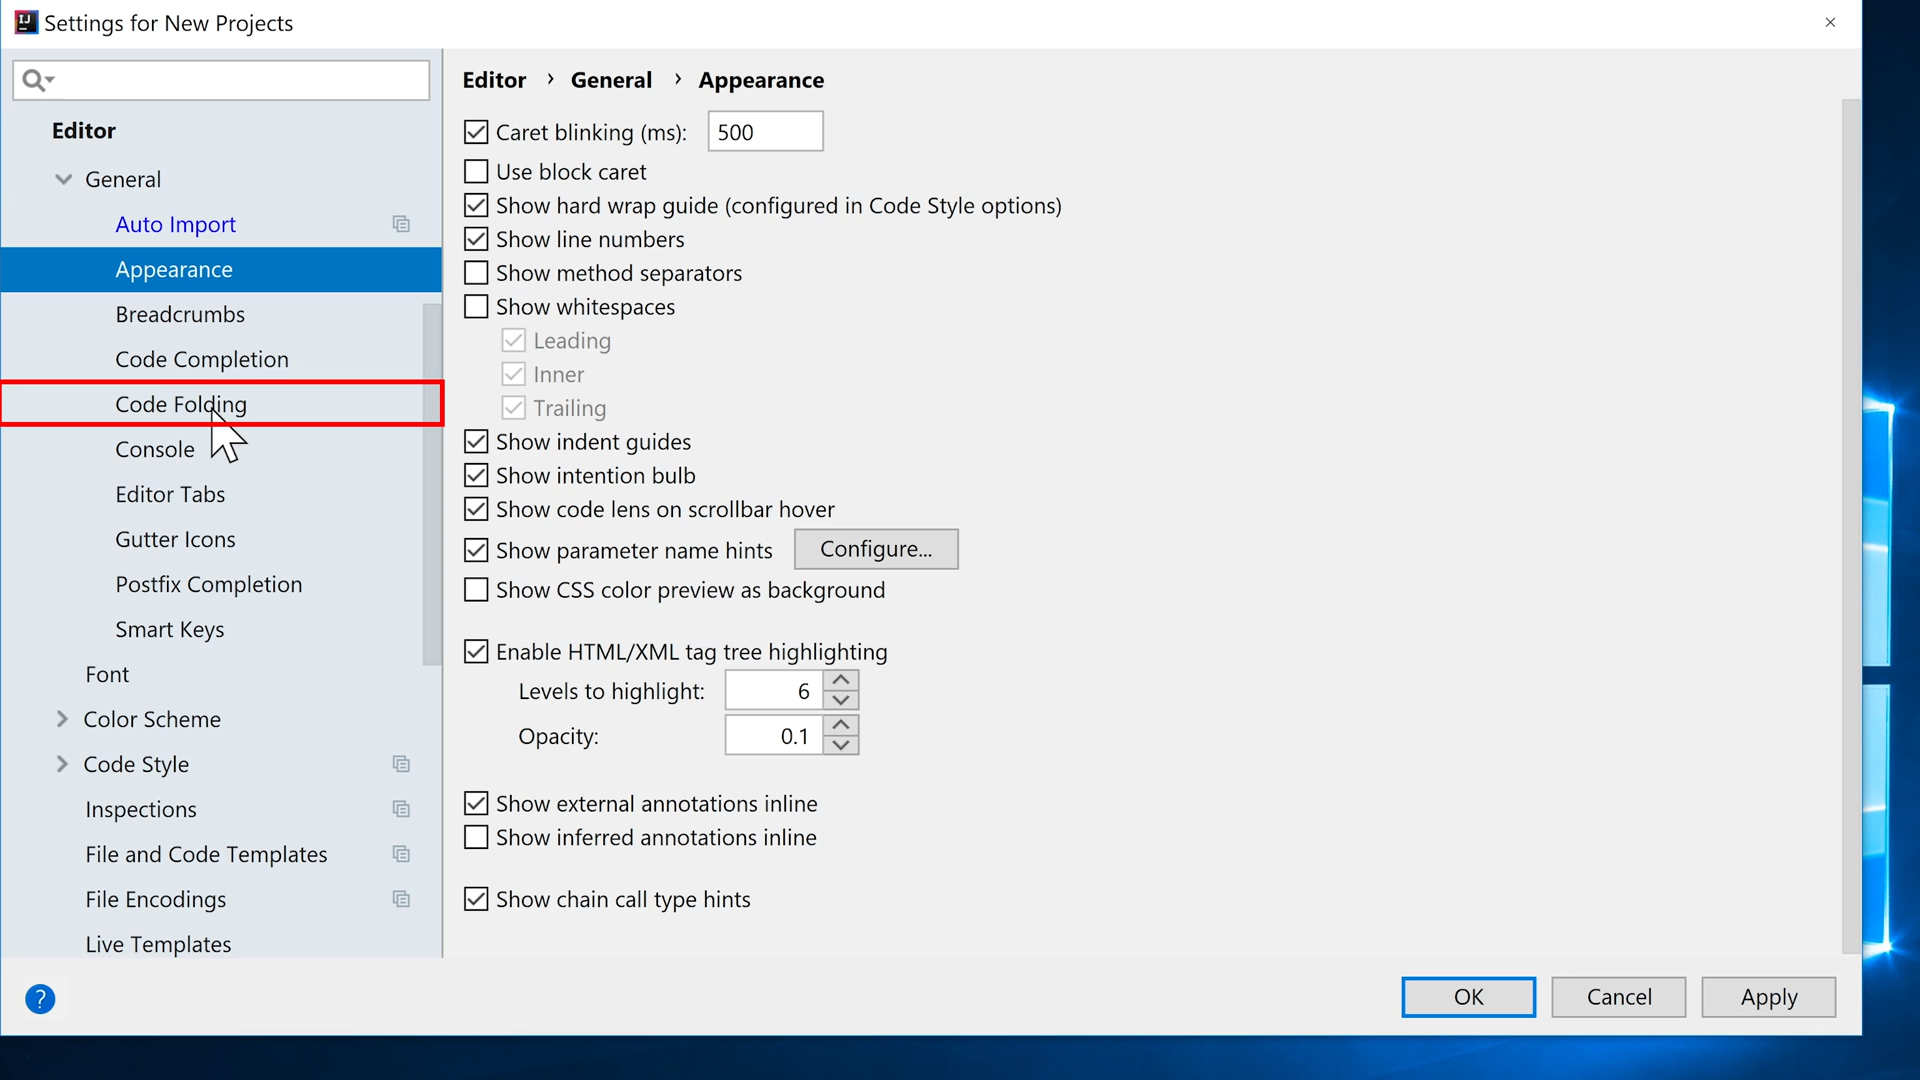 IJ
Settings for New Projects
Editor
General
Auto Import
Appearance
Breadcrumbs
Code Completion
Code Folding
Console
Editor Tabs
Gutter Icons
Postfix Completion
Smart Keys
Font
Color Scheme
Code Style
Inspections
File and Code Templates
File Encodings
Live Templates
?
Editor › General › Appearance
Caret blinking (ms): 500
Use block caret
Show hard wrap guide (configured in Code Style options)
Show line numbers
Show method separators
Show whitespaces
Leading
Inner
Trailing
Show indent guides
Show intention bulb
Show code lens on scrollbar hover
Show parameter name hints Configure...
Show CSS color preview as background
Enable HTML/XML tag tree highlighting
Levels to highlight: 6
Opacity: 0.1
Show external annotations inline
Show inferred annotations inline
Show chain call type hints
OK Cancel Apply